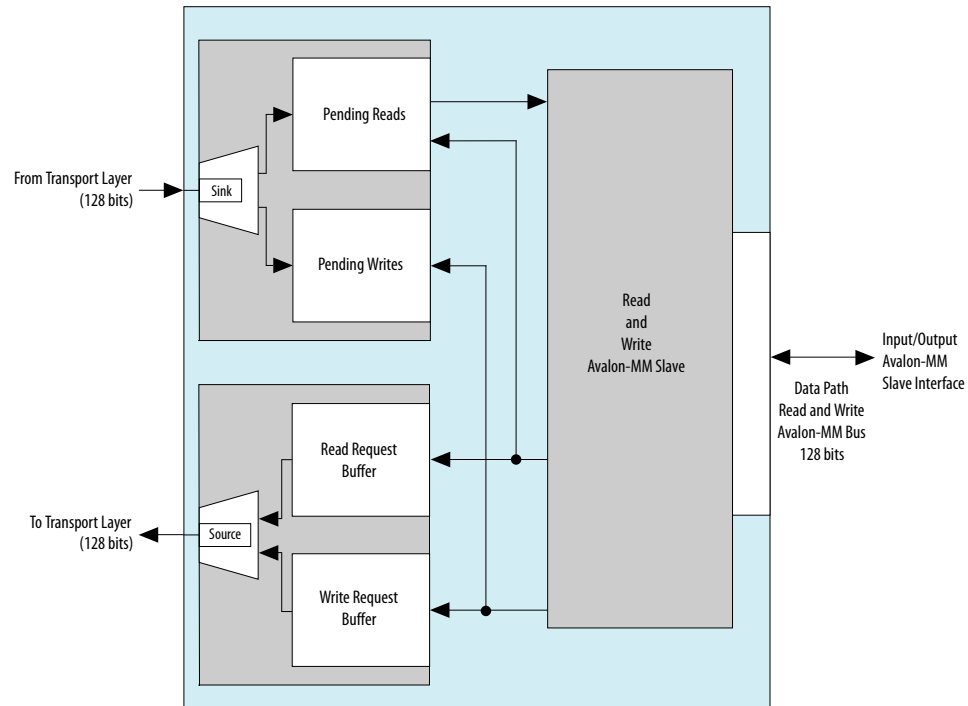 Pending Reads
From Transport Layer
(128 bits)
Sink
Pending Writes
Read
and
Write
Avalon-MM Slave
Input/Output
Avalon-MM
Slave Interface
Data Path
Read and Write
Avalon-MM Bus
128 bits
Read Request
Buffer
To Transport Layer
(128 bits)
Source
Write Request
Buffer